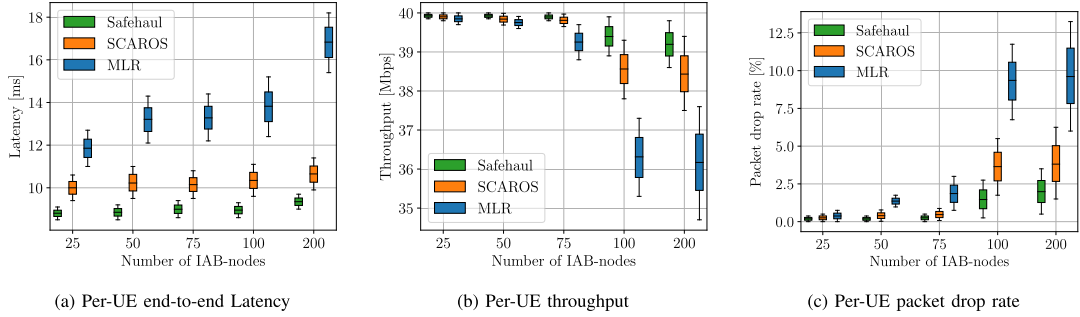 Safehaul
SCAROS
MLR
Latency [ms]
18
16
14
12
10
25
50
75
100
200
Number of IAB-nodes
(a) Per-UE end-to-end Latency
Safehaul
SCAROS
MLR
Throughput [Mbps]
40
39
38
37
36
35
25
50
75
100
200
Number of IAB-nodes
(b) Per-UE throughput
Safehaul
SCAROS
MLR
Packet drop rate [%]
12.5
10.0
7.5
5.0
2.5
0.0
25
50
75
100
200
Number of IAB-nodes
(c) Per-UE packet drop rate